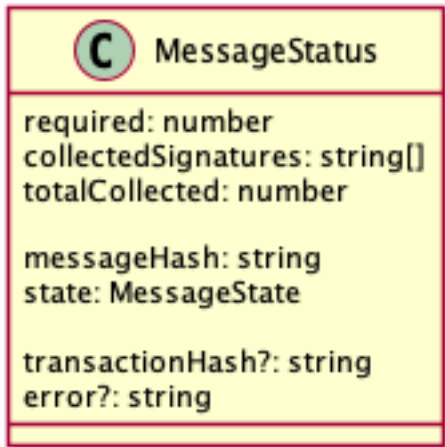 C MessageStatus
required: number
collectedSignatures: string[]
totalCollected: number
messageHash: string
state: MessageState
transactionHash?: string
error?: string